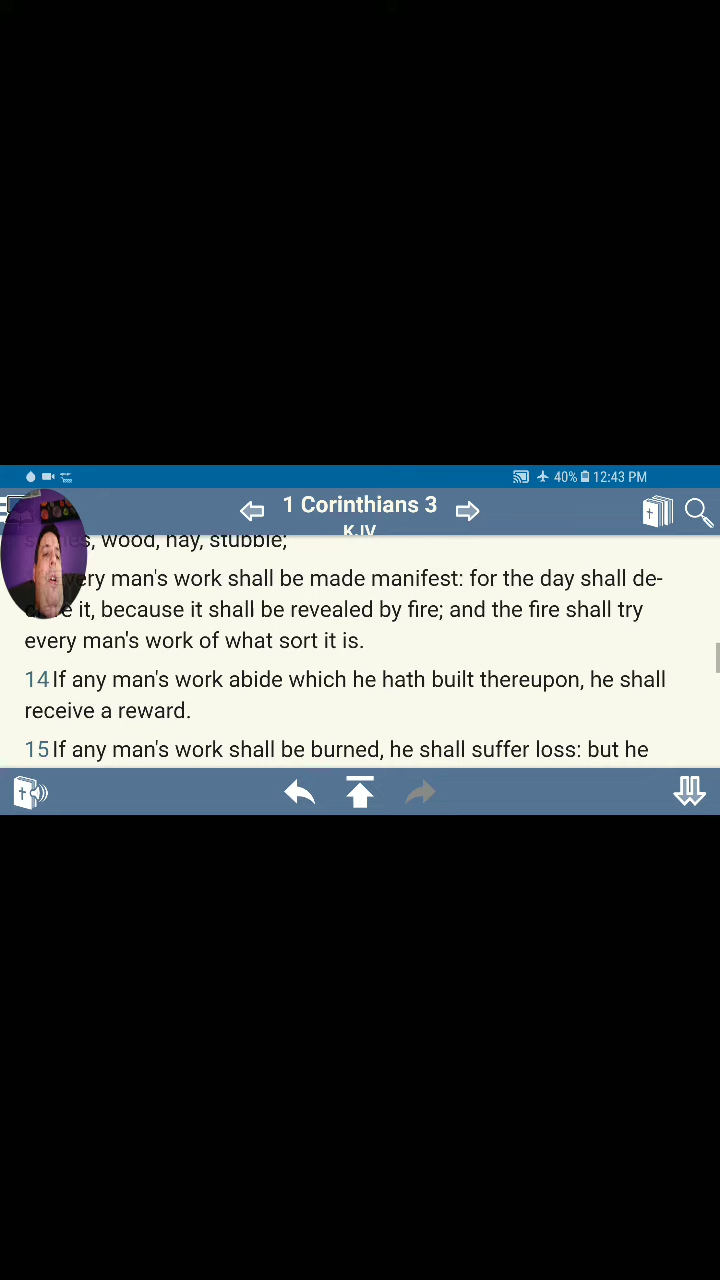 40% 12:43 PM
1 Corinthians 3
KJV
wood, hay, stubble;
man's work shall be made manifest: for the day shall de-
it, because it shall be revealed by fire; and the fire shall try
every man's work of what sort it is.
14 If any man's work abide which he hath built thereupon, he shall
receive a reward.
15 If any man's work shall be burned, he shall suffer loss: but he